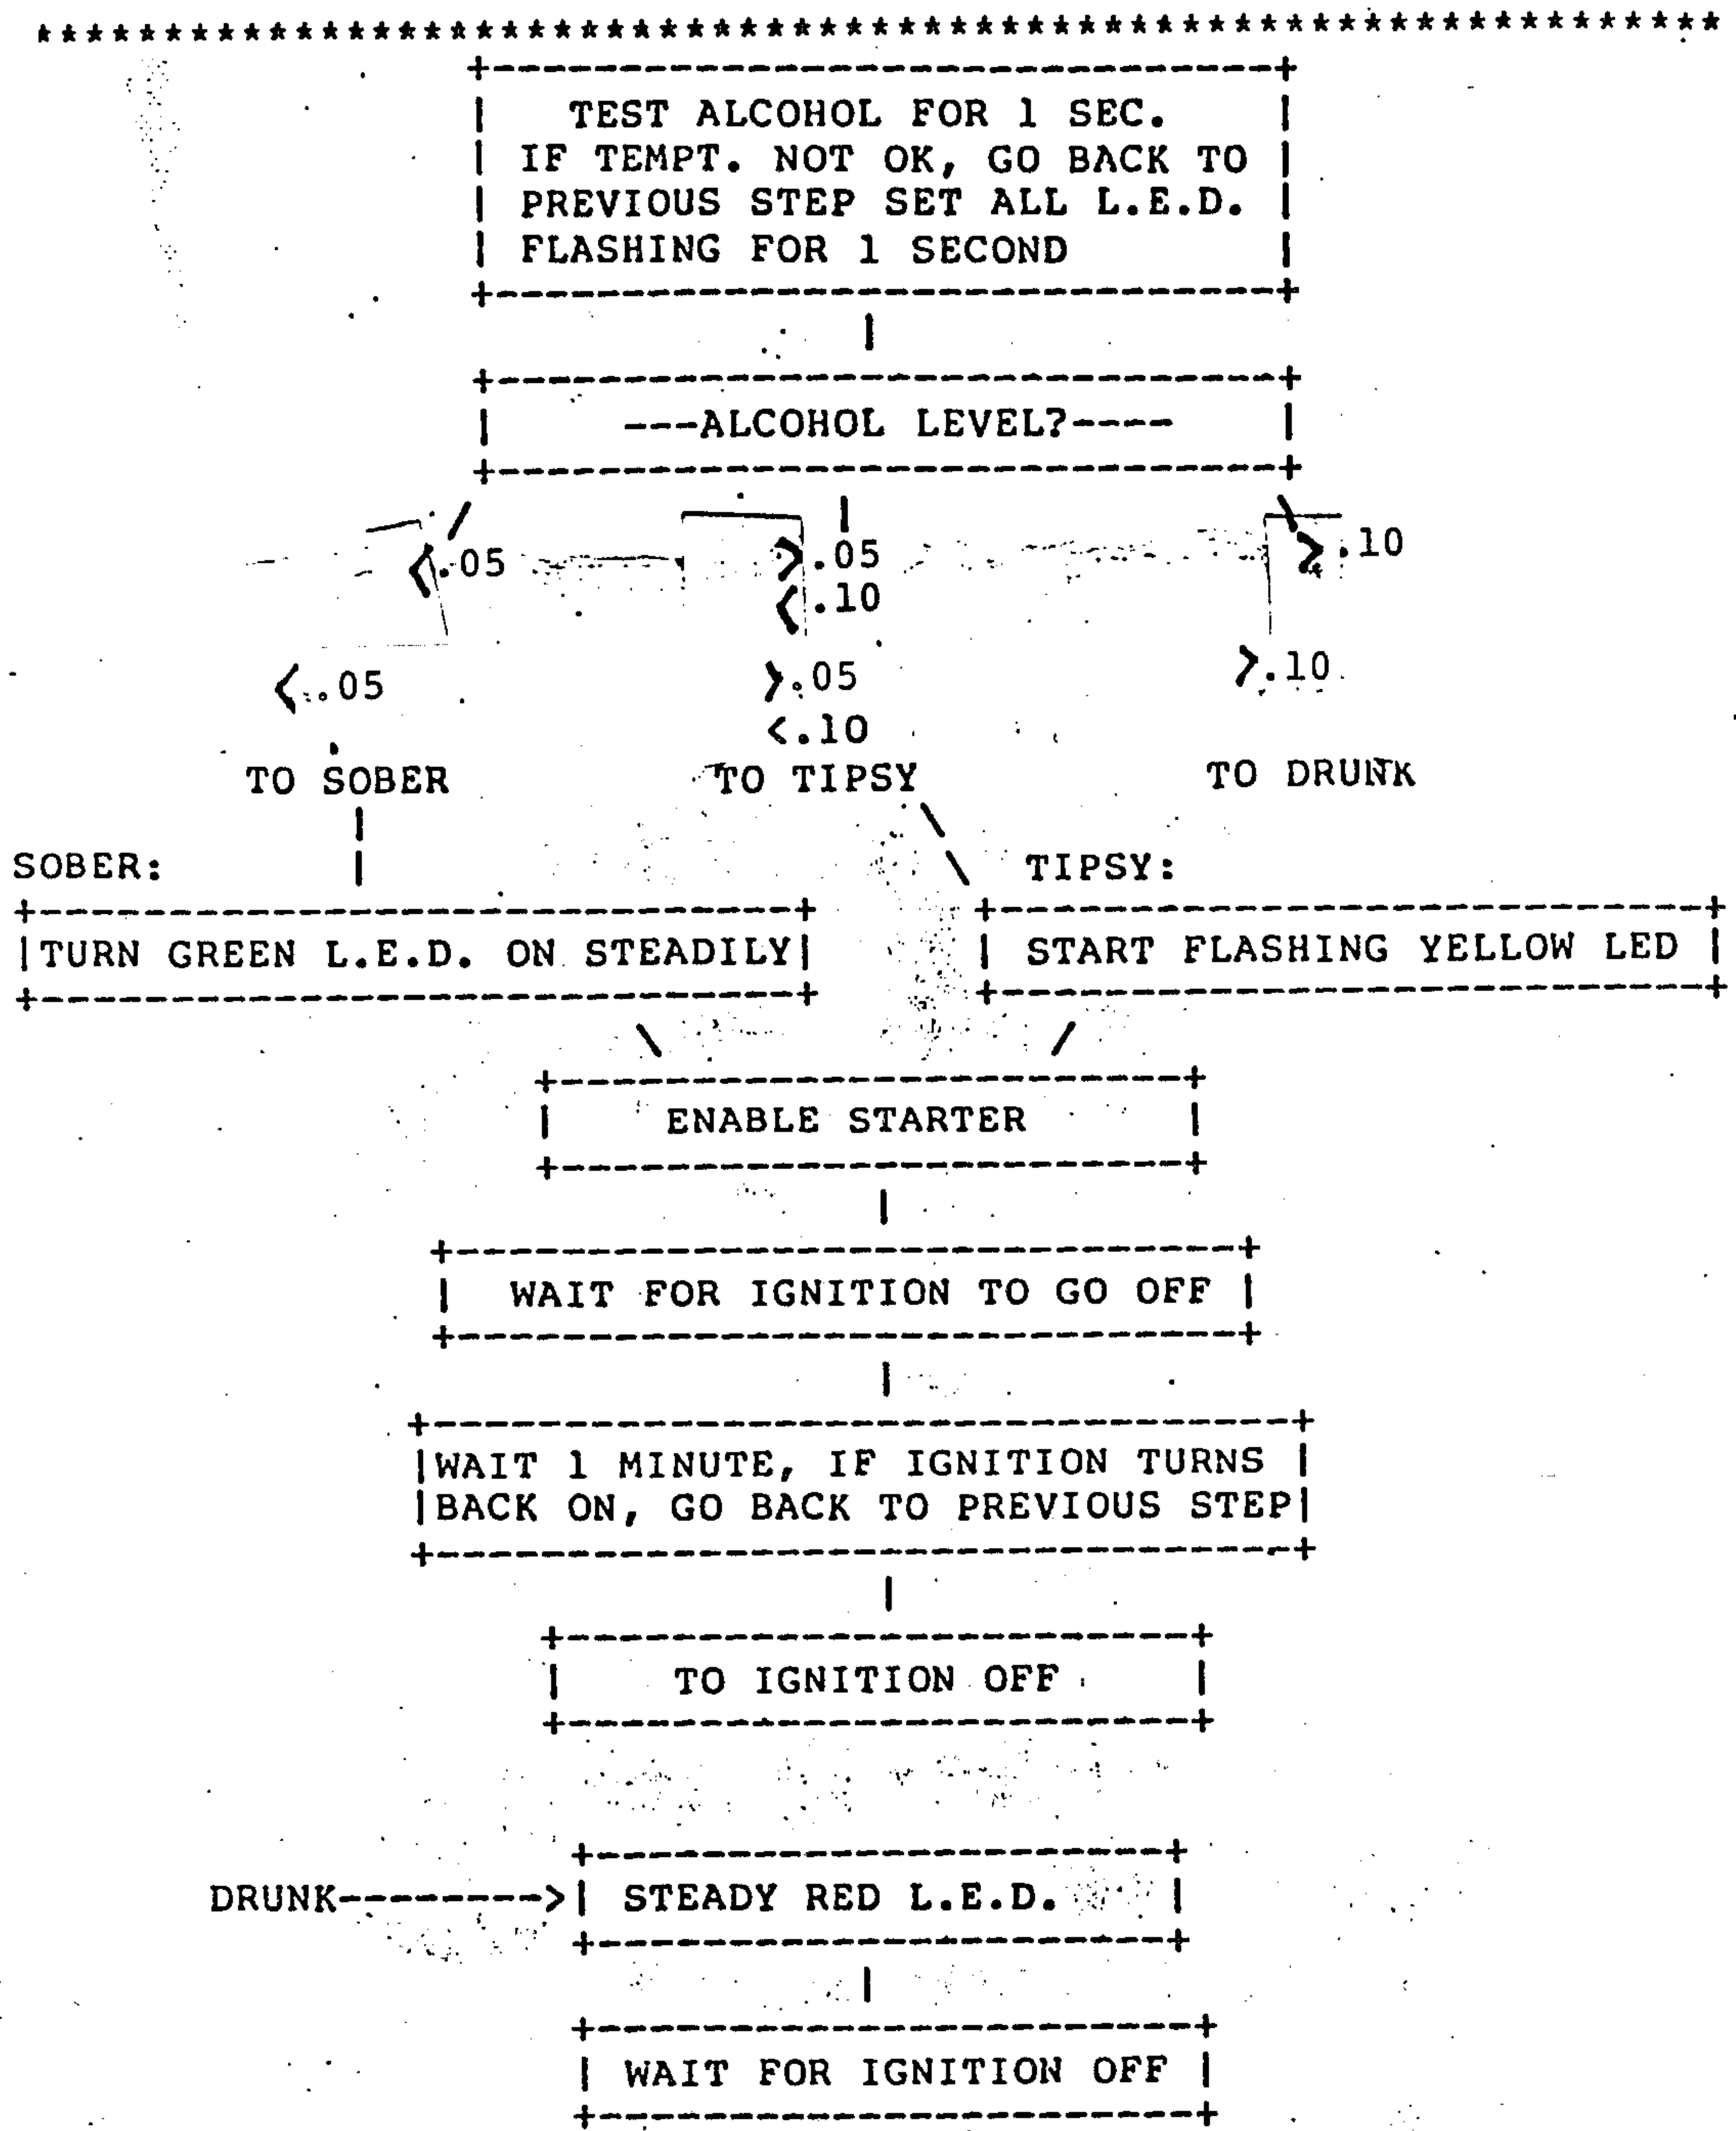 ****************************************************************
TEST ALCOHOL FOR 1 SEC.
IF TEMPT. NOT OK, GO BACK TO
PREVIOUS STEP SET ALL L.E.D.
FLASHING FOR 1 SECOND
---ALCOHOL LEVEL?----
<.05 >.05 >.10
<.10
<.05 >.05 >.10
<.10
TO SOBER TO TIPSY TO DRUNK
SOBER: TIPSY:
TURN GREEN L.E.D. ON STEADILY START FLASHING YELLOW LED
ENABLE STARTER
WAIT FOR IGNITION TO GO OFF
WAIT 1 MINUTE, IF IGNITION TURNS
BACK ON, GO BACK TO PREVIOUS STEP
TO IGNITION OFF
DRUNK--------> STEADY RED L.E.D.
WAIT FOR IGNITION OFF